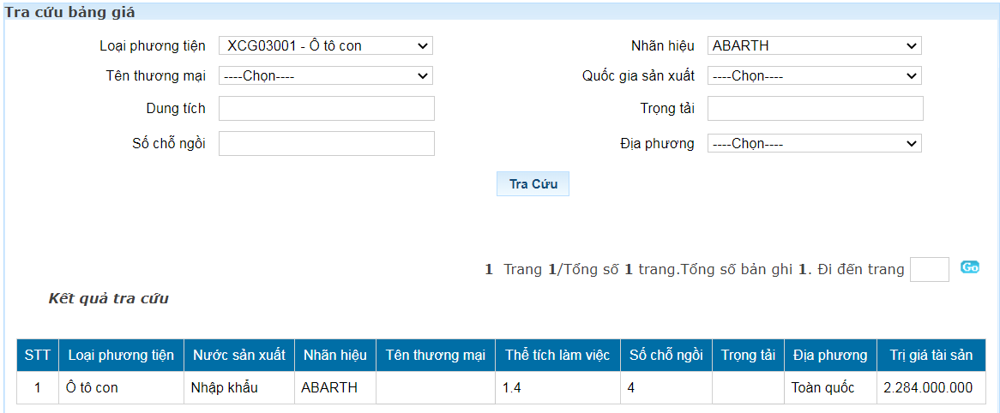 Tra cứu bảng giá
Loại phương tiện XCG03001 - Ô tô con Nhãn hiệu ABARTH
Tên thương mại ----Chọn---- Quốc gia sản xuất ----Chọn----
Dung tích Trọng tải
Số chỗ ngồi Địa phương ----Chọn----
Tra Cứu
1 Trang 1/Tổng số 1 trang.Tổng số bản ghi 1. Đi đến trang Go
Kết quả tra cứu
STT Loại phương tiện Nước sản xuất Nhãn hiệu Tên thương mại Thể tích làm việc Số chỗ ngồi Trọng tải Địa phương Trị giá tài sản
1 Ô tô con Nhập khẩu ABARTH 1.4 4 Toàn quốc 2.284.000.000